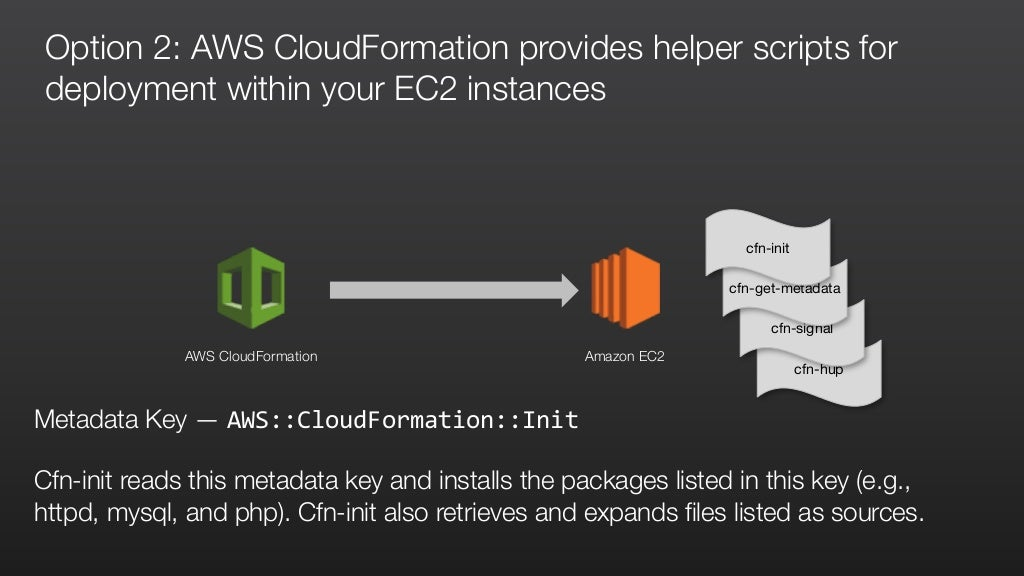 Option 2: AWS CloudFormation provides helper scripts for
deployment within your EC2 instances
cfn-init
cfn-get-metadata
cfn-signal
cfn-hup
AWS CloudFormation
Amazon EC2
Metadata Key — AWS::CloudFormation::Init
Cfn-init reads this metadata key and installs the packages listed in this key (e.g.,
httpd, mysql, and php). Cfn-init also retrieves and expands files listed as sources.